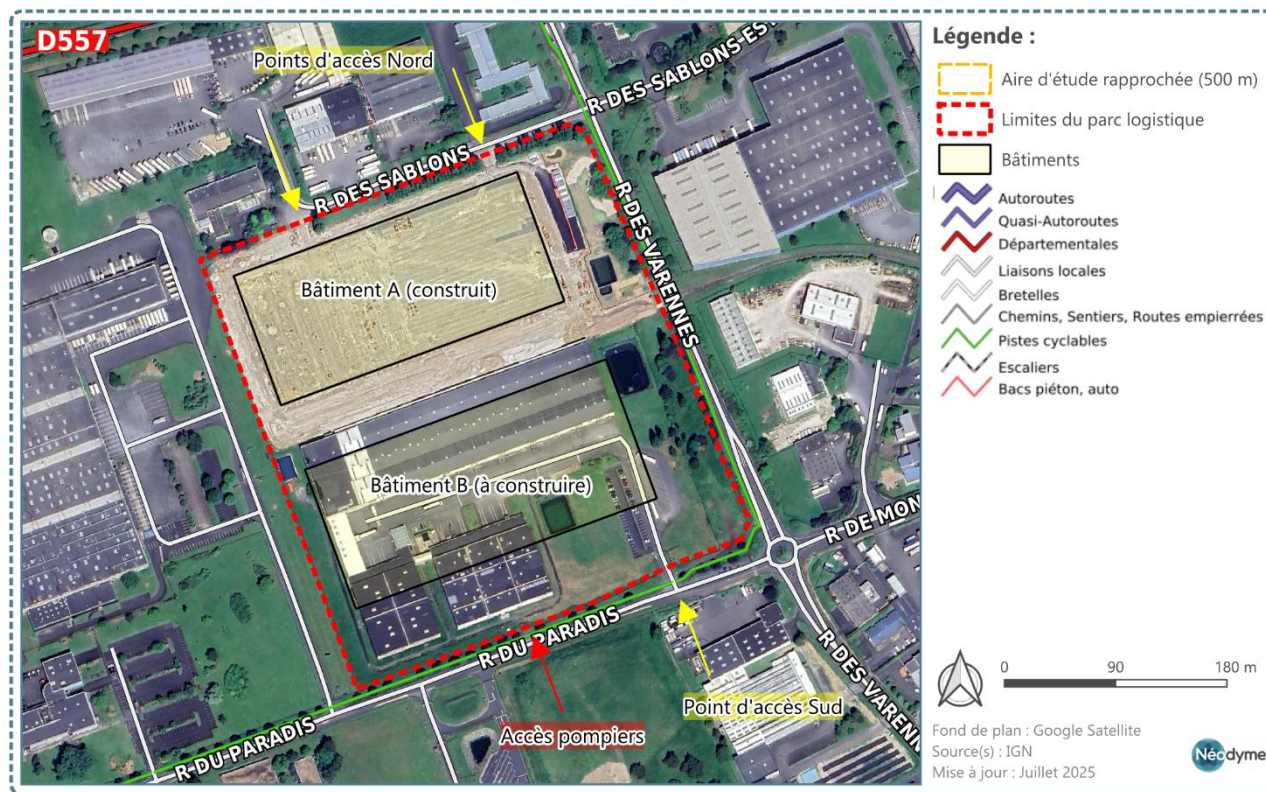 D557
Points d'accès Nord
R DES SABLONS ES
R DES SABLONS
R DES VARENNES
Bâtiment A (construit)
Bâtiment B (à construire)
R DE MON
R DU PARADIS
R DES VARENN
Point d'accès Sud
Accès pompiers
R DU PARADIS
Légende :
Aire d'étude rapprochée (500 m)
Limites du parc logistique
Bâtiments
Autoroutes
Quasi-Autoroutes
Départementales
Liaisons locales
Bretelles
Chemins, Sentiers, Routes empierrées
Pistes cyclables
Escaliers
Bacs piéton, auto
0 90 180 m
Fond de plan : Google Satellite
Source(s) : IGN
Mise à jour : Juillet 2025
Néodyme